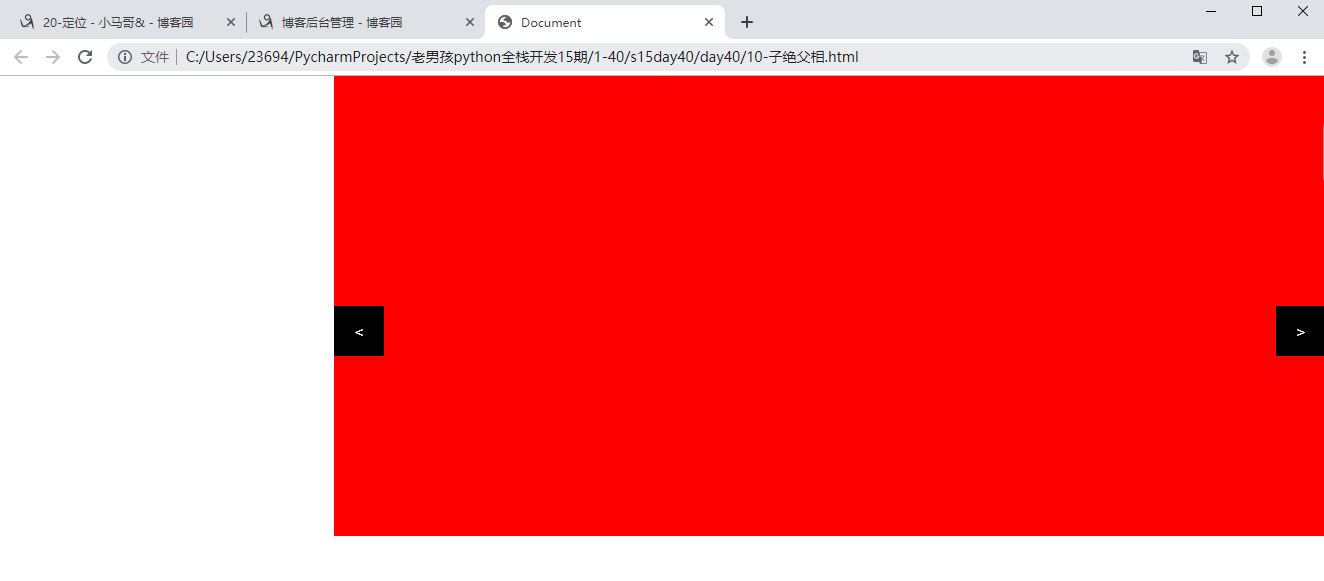 20-定位 - 小马哥& - 博客园
博客后台管理 - 博客园
Document
文件 C:/Users/23694/PycharmProjects/老男孩python全栈开发15期/1-40/s15day40/day40/10-子绝父相.html
<
>